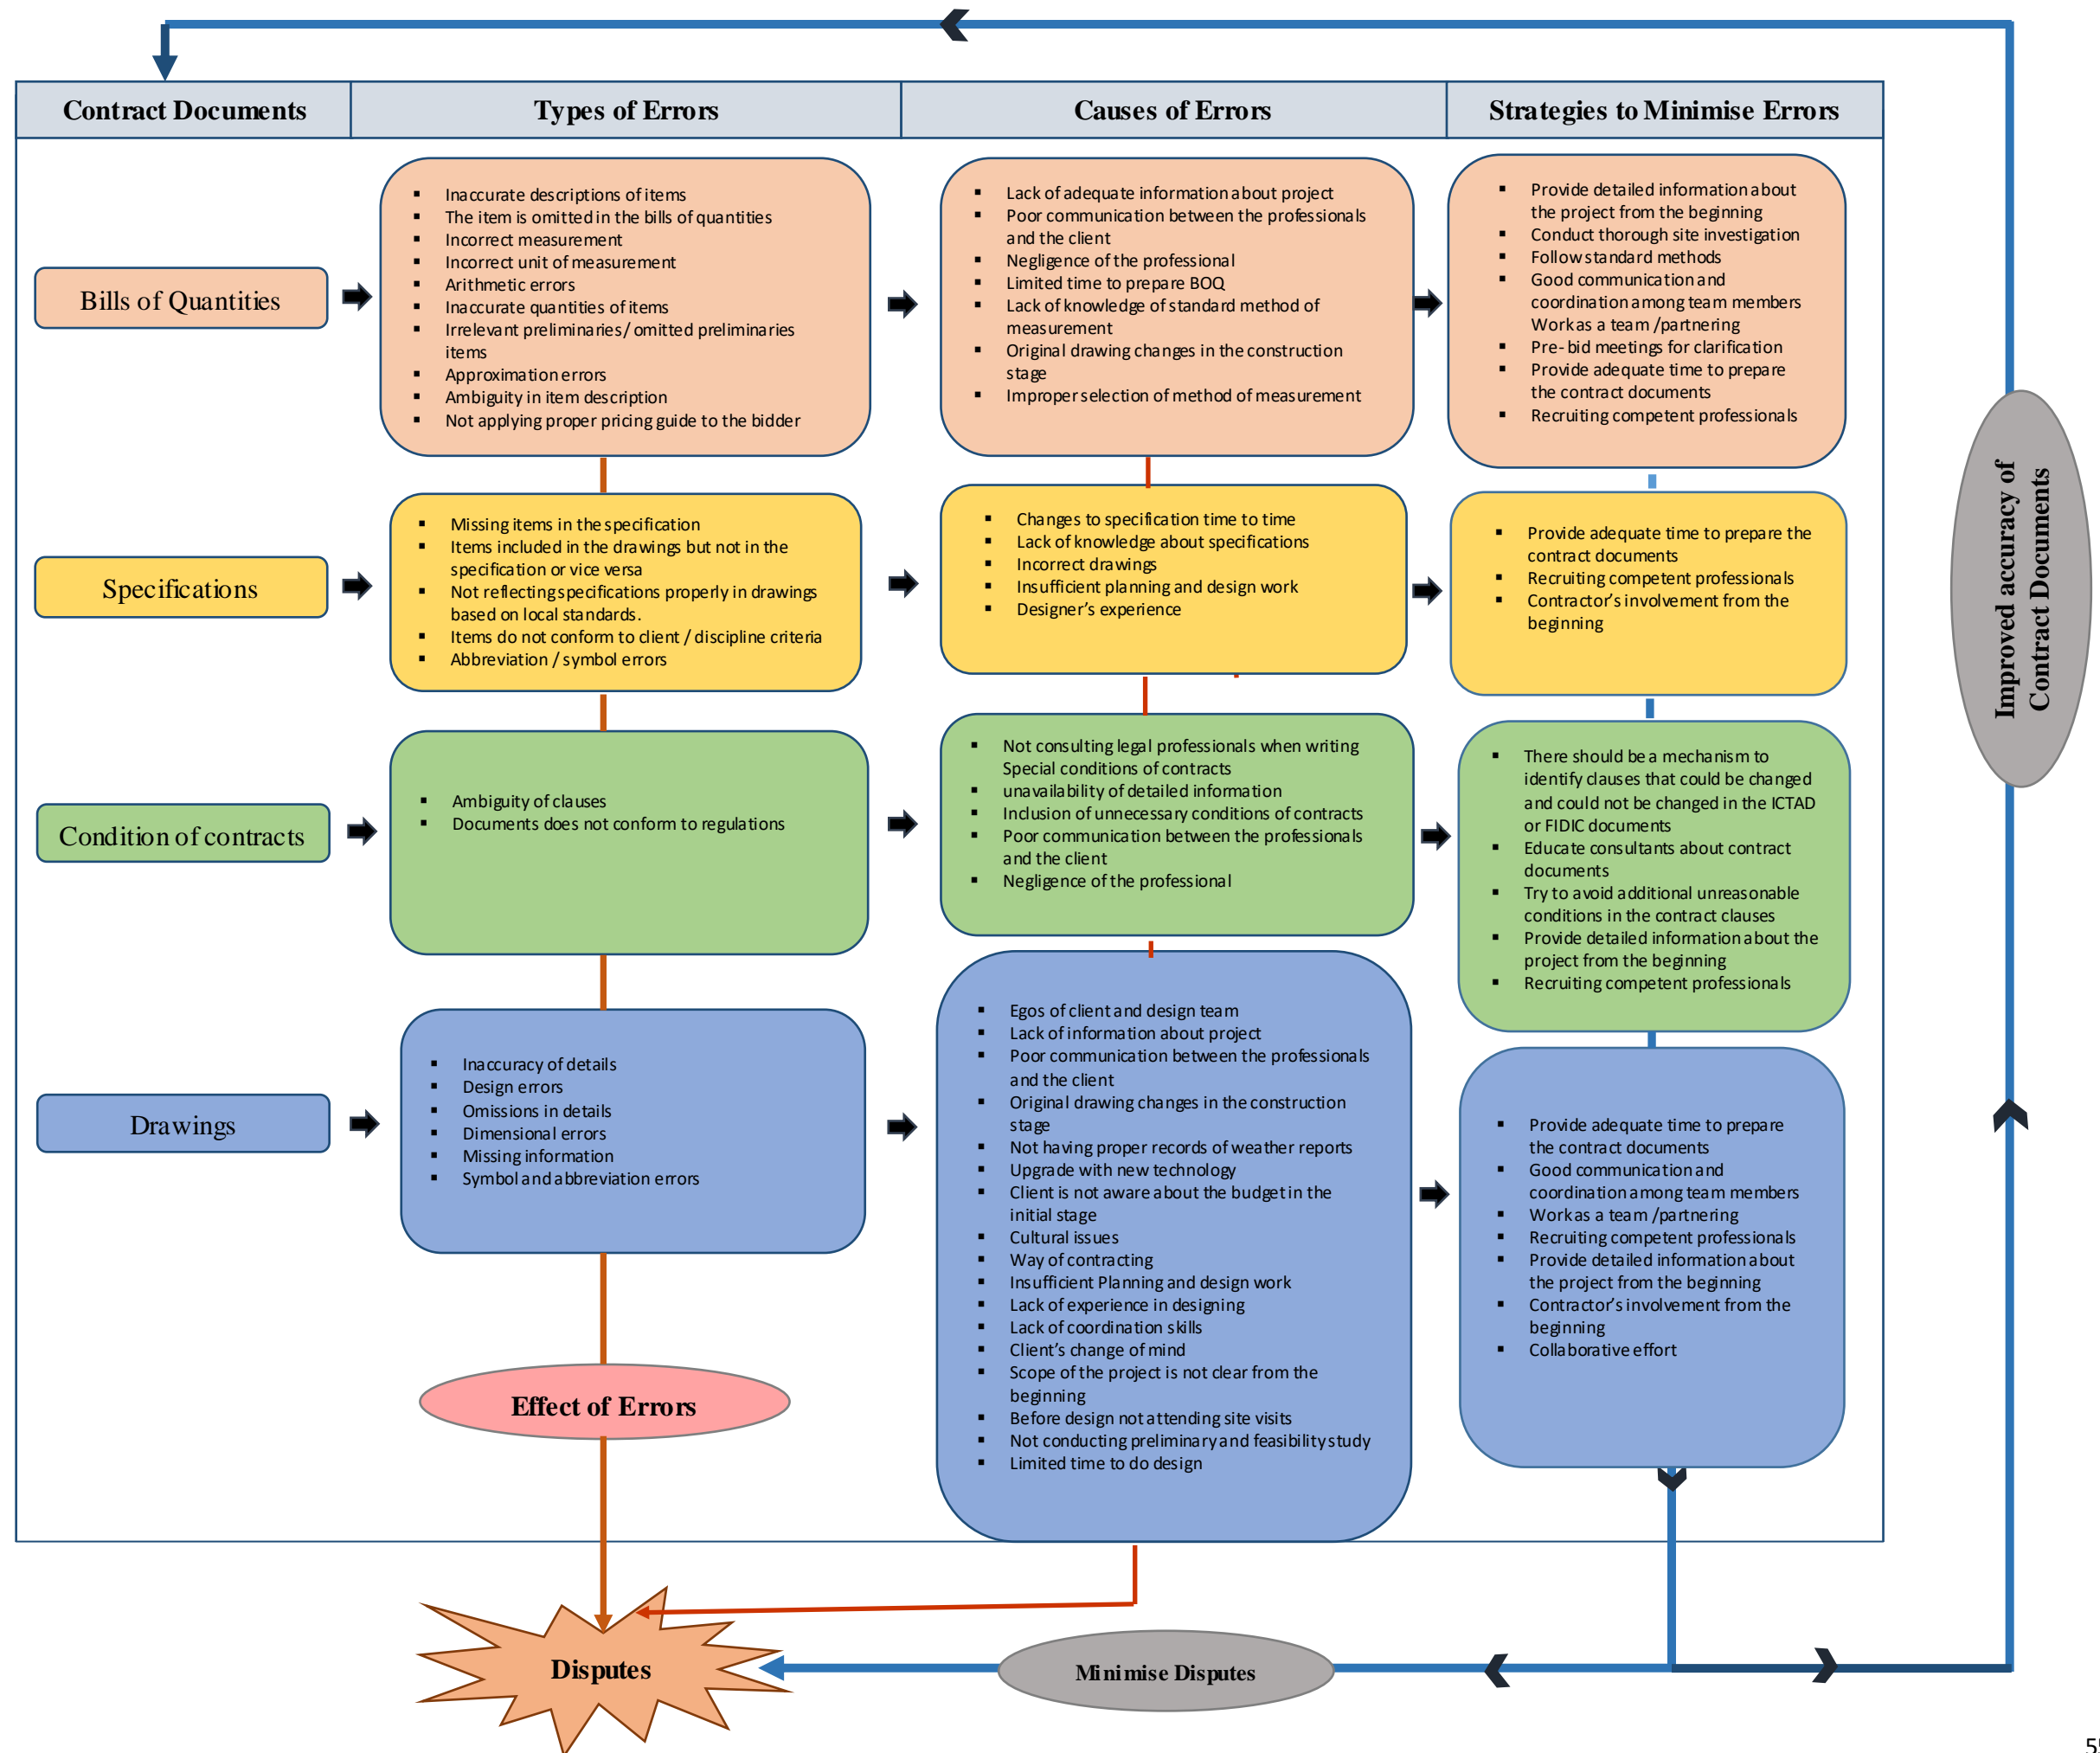 Contract Documents
Types of Errors
Causes of Errors
Strategies to Minimise Errors
Bills of Quantities
▪ Inaccurate descriptions of items
▪ The item is omitted in the bills of quantities
▪ Incorrect measurement
▪ Incorrect unit of measurement
▪ Arithmetic errors
▪ Inaccurate quantities of items
▪ Irrelevant preliminaries/ omitted preliminaries
items
▪ Approximation errors
▪ Ambiguity in item description
▪ Not applying proper pricing guide to the bidder
▪ Lack of adequate information about project
▪ Poor communication between the professionals
and the client
▪ Negligence of the professional
▪ Limited time to prepare BOQ
▪ Lack of knowledge of standard method of
measurement
▪ Original drawing changes in the construction
stage
▪ Improper selection of method of measurement
▪ Provide detailed information about
the project from the beginning
▪ Conduct thorough site investigation
▪ Follow standard methods
▪ Good communication and
coordination among team members
Work as a team /partnering
▪ Pre- bid meetings for clarification
▪ Provide adequate time to prepare
the contract documents
▪ Recruiting competent professionals
Specifications
▪ Missing items in the specification
▪ Items included in the drawings but not in the
specification or vice versa
▪ Not reflecting specifications properly in drawings
based on local standards.
▪ Items do not conform to client / discipline criteria
▪ Abbreviation / symbol errors
▪ Changes to specification time to time
▪ Lack of knowledge about specifications
▪ Incorrect drawings
▪ Insufficient planning and design work
▪ Designer's experience
▪ Provide adequate time to prepare the
contract documents
▪ Recruiting competent professionals
▪ Contractor's involvement from the
beginning
Condition of contracts
▪ Ambiguity of clauses
▪ Documents does not conform to regulations
▪ Not consulting legal professionals when writing
Special conditions of contracts
▪ unavailability of detailed information
▪ Inclusion of unnecessary conditions of contracts
▪ Poor communication between the professionals
and the client
▪ Negligence of the professional
▪ There should be a mechanism to
identify clauses that could be changed
and could not be changed in the ICTAD
or FIDIC documents
▪ Educate consultants about contract
documents
▪ Try to avoid additional unreasonable
conditions in the contract clauses
▪ Provide detailed information about the
project from the beginning
▪ Recruiting competent professionals
Drawings
▪ Inaccuracy of details
▪ Design errors
▪ Omissions in details
▪ Dimensional errors
▪ Missing information
▪ Symbol and abbreviation errors
▪ Egos of client and design team
▪ Lack of information about project
▪ Poor communication between the professionals
and the client
▪ Original drawing changes in the construction
stage
▪ Not having proper records of weather reports
▪ Upgrade with new technology
▪ Client is not aware about the budget in the
initial stage
▪ Cultural issues
▪ Way of contracting
▪ Insufficient Planning and design work
▪ Lack of experience in designing
▪ Lack of coordination skills
▪ Client's change of mind
▪ Scope of the project is not clear from the
beginning
▪ Before design not attending site visits
▪ Not conducting preliminary and feasibility study
▪ Limited time to do design
▪ Provide adequate time to prepare
the contract documents
▪ Good communication and
coordination among team members
▪ Work as a team /partnering
▪ Recruiting competent professionals
▪ Provide detailed information about
the project from the beginning
▪ Contractor's involvement from the
beginning
▪ Collaborative effort
Effect of Errors
Disputes
Minimise Disputes
Improved accuracy of
Contract Documents